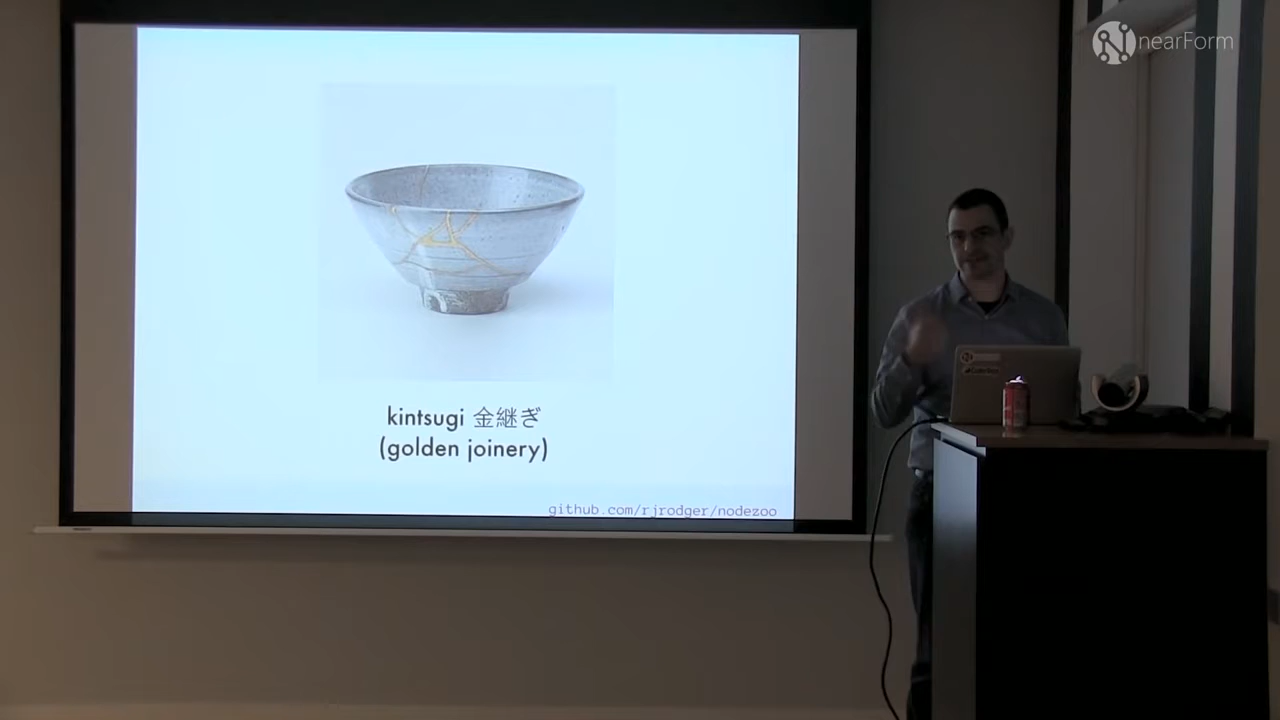 nearForm
kintsugi 金継ぎ
(golden joinery)
github.com/rjrodger/nodezoo